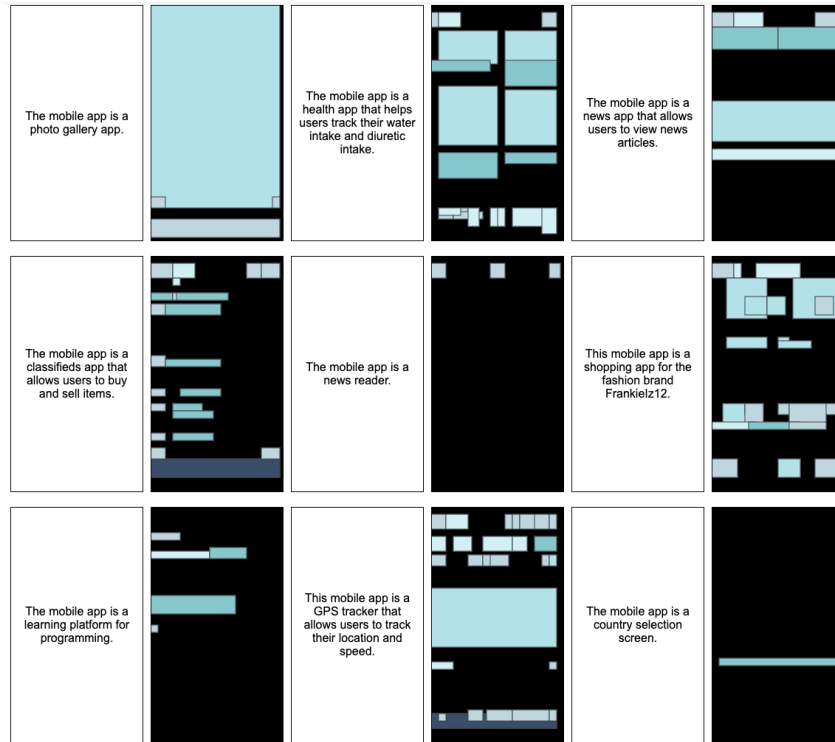 The mobile app is a
photo gallery app.
The mobile app is a
health app that helps
users track their water
intake and diuretic
intake.
The mobile app is a
news app that allows
users to view news
articles.
The mobile app is a
classifieds app that
allows users to buy
and sell items.
The mobile app is a
news reader.
This mobile app is a
shopping app for the
fashion brand
Frankielz12.
The mobile app is a
learning platform for
programming.
This mobile app is a
GPS tracker that
allows users to track
their location and
speed.
The mobile app is a
country selection
screen.